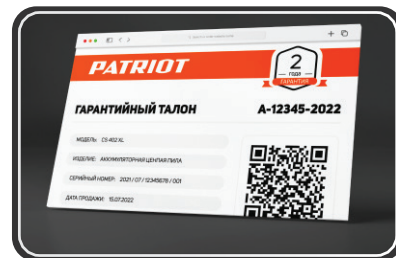 PATRIOT
2
ГОДА
ГАРАНТИЯ
ГАРАНТИЙНЫЙ ТАЛОН
A-12345-2022
МОДЕЛЬ: CS 402 XL
ИЗДЕЛИЕ: АККУМУЛЯТОРНАЯ ЦЕПНАЯ ПИЛА
СЕРИЙНЫЙ НОМЕР: 2021 / 07 / 12345678 / 001
ДАТА ПРОДАЖИ: 15.07.2022